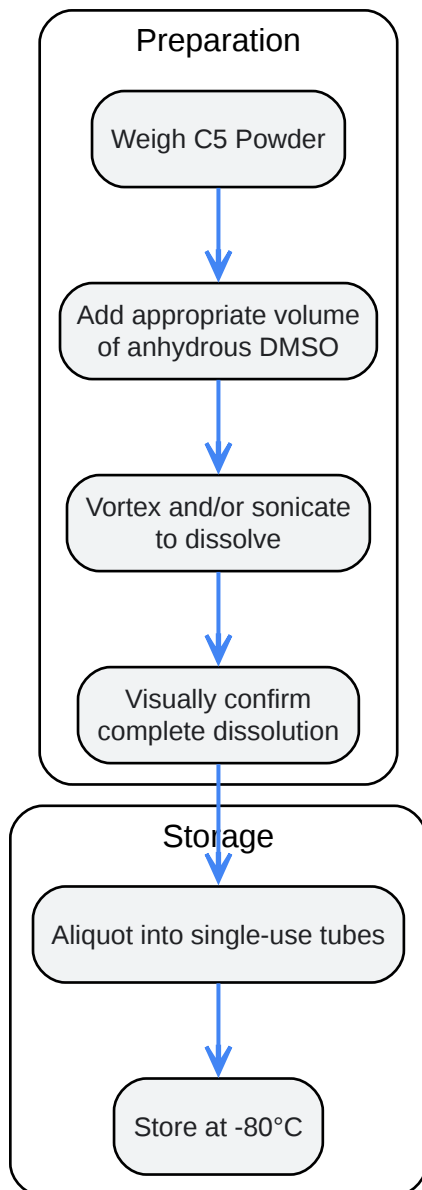 Preparation
Weigh C5 Powder
Add appropriate volume
of anhydrous DMSO
Vortex and/or sonicate
to dissolve
Visually confirm
complete dissolution
Storage
Aliquot into single-use tubes
Store at -80°C